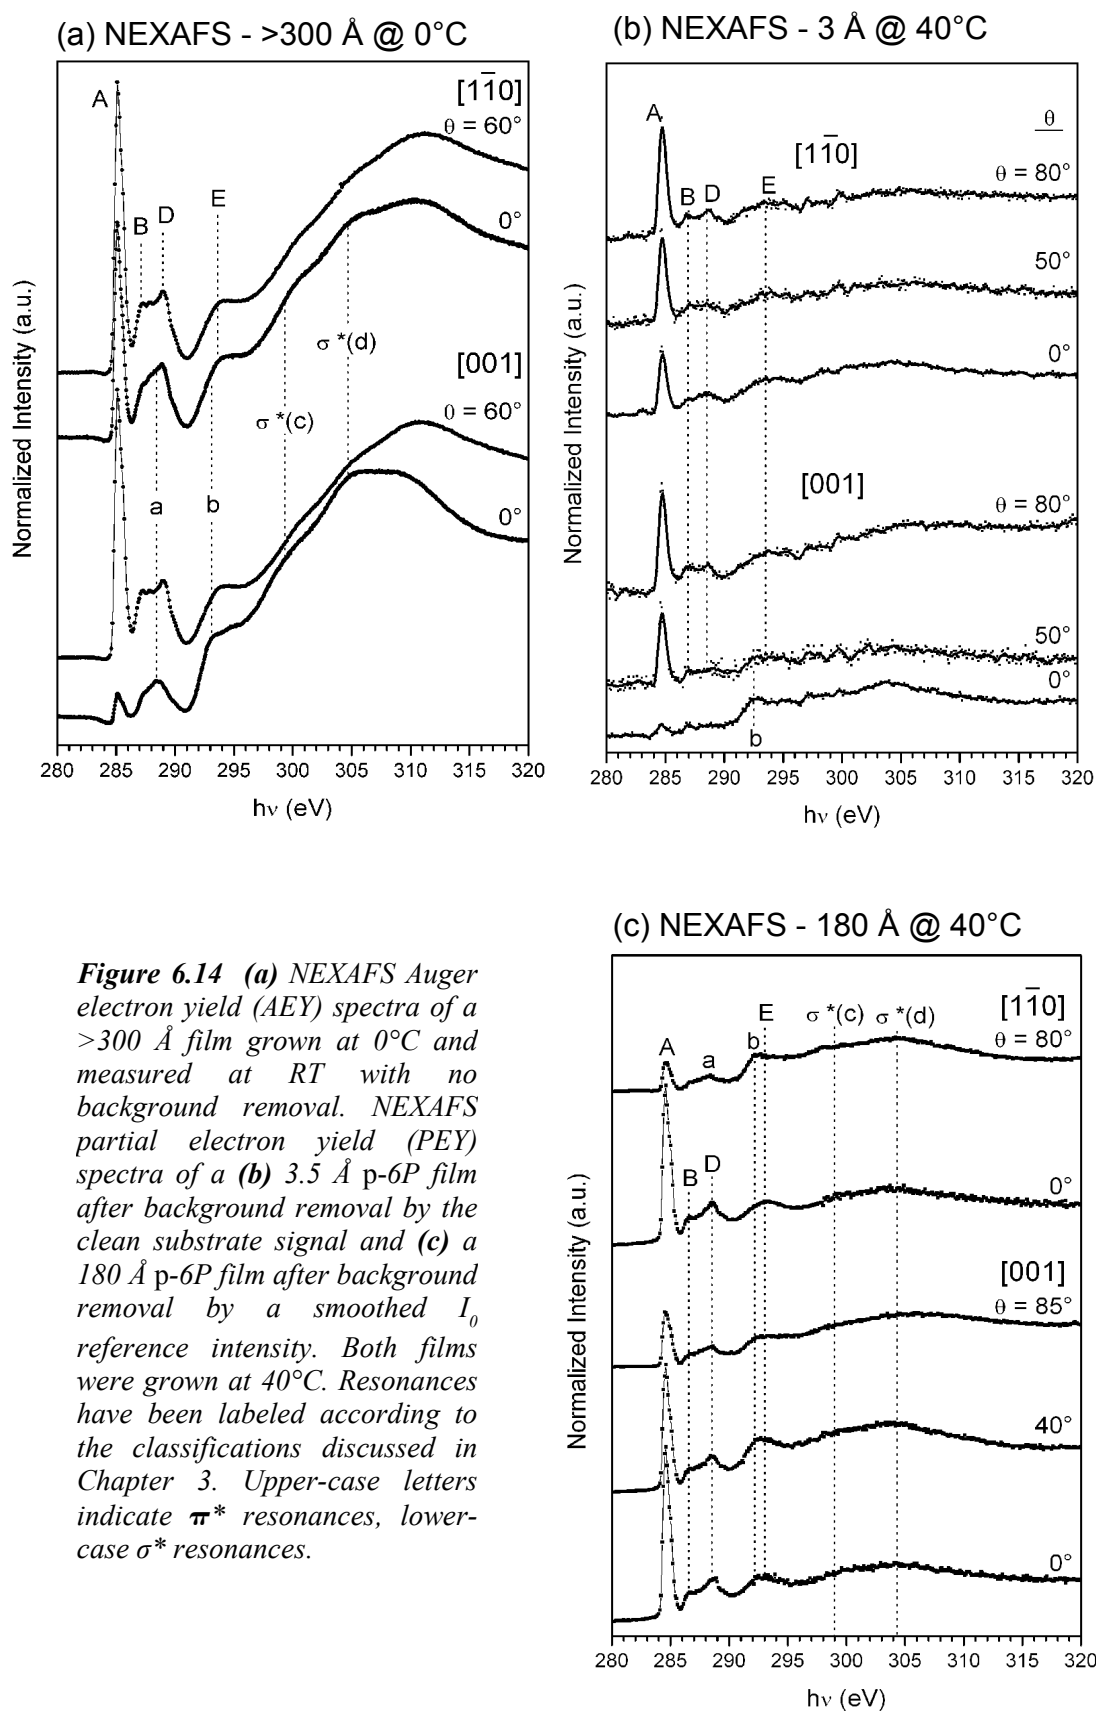 (a) NEXAFS - >300 Å @ 0°C
[11̅0]
A
θ = 60°
E
D
B
0°
σ *(d)
[001]
σ *(c)
θ = 60°
a
b
0°
Normalized Intensity (a.u.)
280 285 290 295 300 305 310 315 320
hν (eV)
(b) NEXAFS - 3 Å @ 40°C
θ
A
[11̅0]
θ = 80°
B D E
50°
0°
[001]
θ = 80°
50°
0°
b
Normalized Intensity (a.u.)
280 285 290 295 300 305 310 315 320
hν (eV)
(c) NEXAFS - 180 Å @ 40°C
[11̅0]
E σ *(c) σ *(d)
θ = 80°
A a b
B D
0°
[001]
θ = 85°
40°
0°
Normalized Intensity (a.u.)
280 285 290 295 300 305 310 315 320
hν (eV)
Figure 6.14 (a) NEXAFS Auger
electron yield (AEY) spectra of a
>300 Å film grown at 0°C and
measured at RT with no
background removal. NEXAFS
partial electron yield (PEY)
spectra of a (b) 3.5 Å p-6P film
after background removal by the
clean substrate signal and (c) a
180 Å p-6P film after background
removal by a smoothed I₀
reference intensity. Both films
were grown at 40°C. Resonances
have been labeled according to
the classifications discussed in
Chapter 3. Upper-case letters
indicate π* resonances, lower-
case σ* resonances.